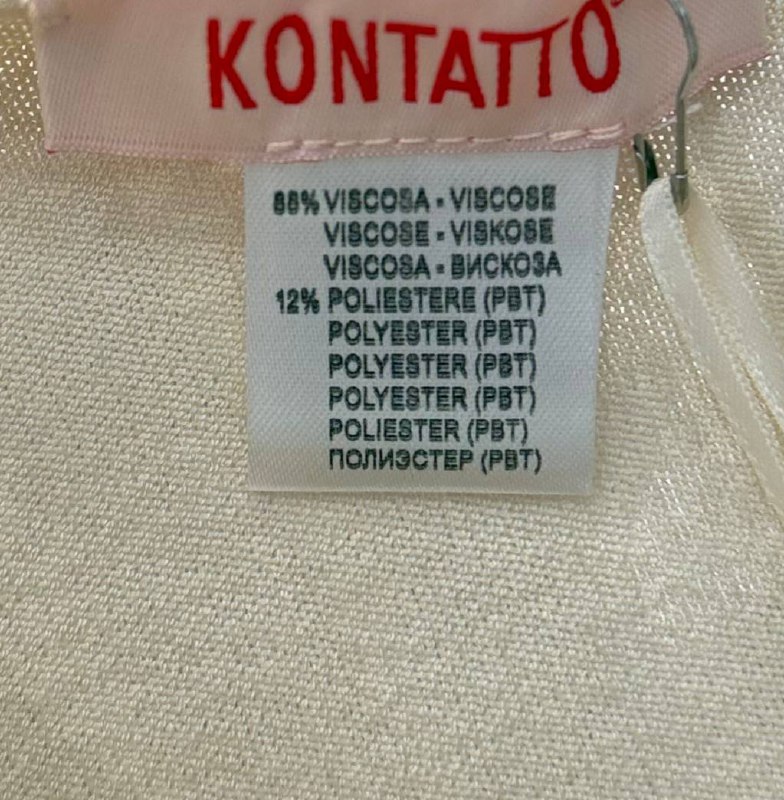 KONTATTO
88% VISCOSA - VISCOSE
VISCOSE - VISKOSE
VISCOSA - ВИСКОЗА
12% POLIESTERE (PBT)
POLYESTER (PBT)
POLYESTER (PBT)
POLYESTER (PBT)
POLIESTER (PBT)
ПОЛИЭСТЕР (PBT)